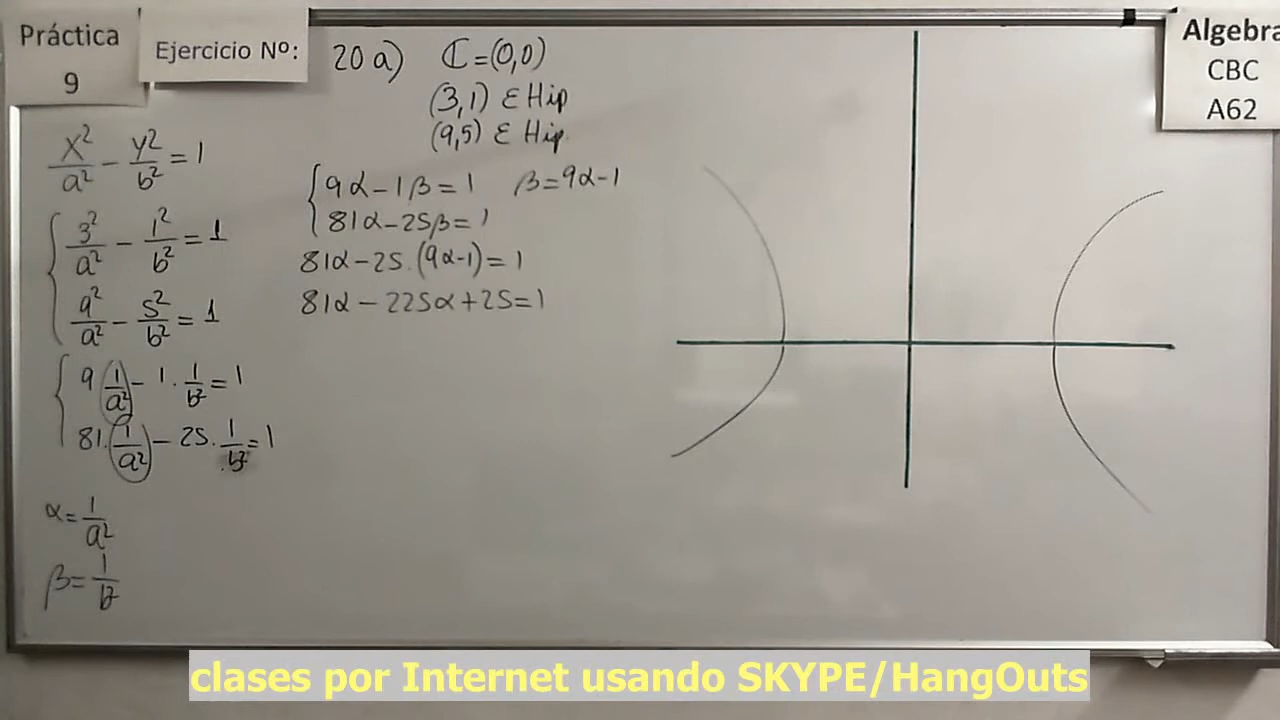 Práctica
9
Ejercicio Nº:
20 a) ℂ=(0,0)
(3,1) ε Hip
(9,5) ε Hip
Algebra
CBC
A62
x²/a² - y²/b² = 1
3²/a² - 1²/b² = 1
9²/a² - 5²/b² = 1
9 (1/a²) - 1 . 1/b² = 1
81. (1/a²) - 25. 1/b² = 1
α = 1/a²
β = 1/b²
9α - 1β = 1 β = 9α-1
81α - 25β = 1
81α - 25.(9α-1) = 1
81α - 225α + 25 = 1
clases por Internet usando SKYPE/HangOuts